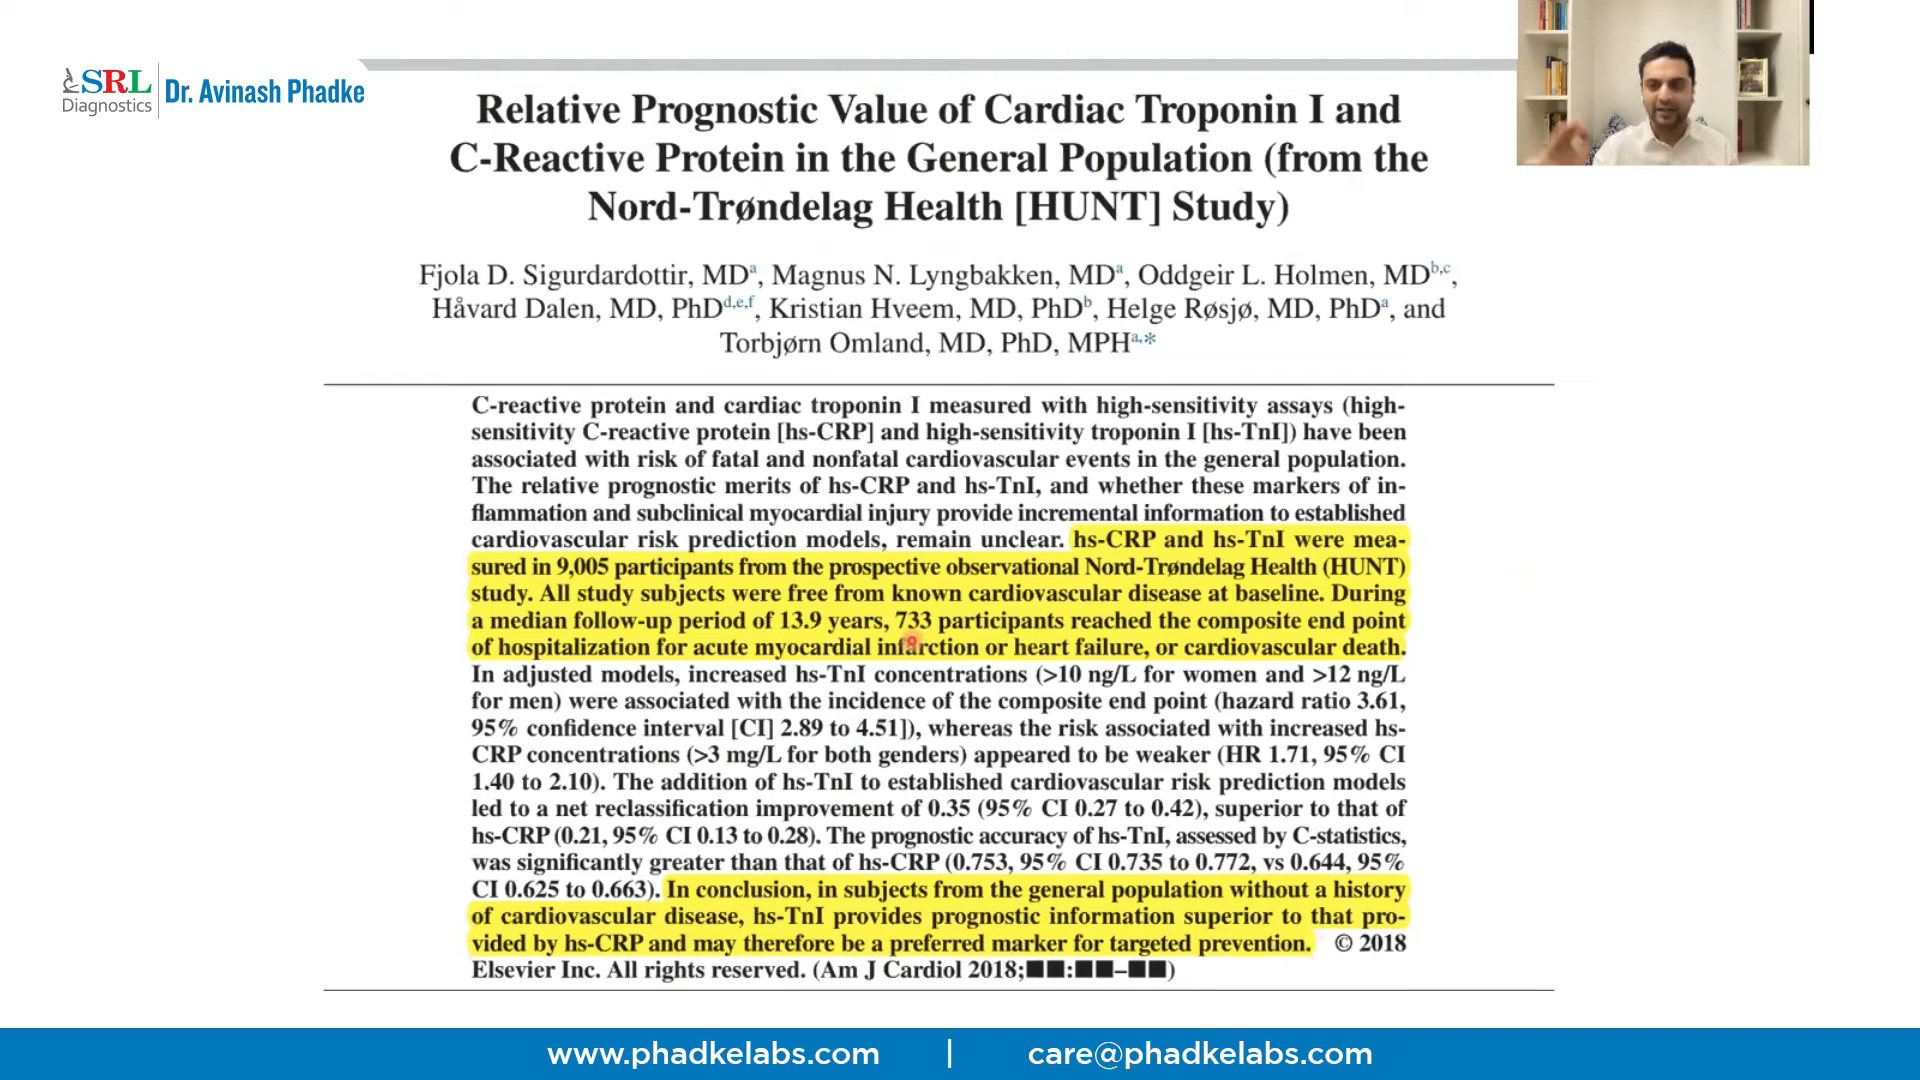 SRL
Diagnostics
Dr. Avinash Phadke
Relative Prognostic Value of Cardiac Troponin I and
C-Reactive Protein in the General Population (from the
Nord-Trøndelag Health [HUNT] Study)
Fjola D. Sigurdardottir, MDa, Magnus N. Lyngbakken, MDa, Oddgeir L. Holmen, MDb,c,
Håvard Dalen, MD, PhDd,e,f, Kristian Hveem, MD, PhDb, Helge Røsjø, MD, PhDa, and
Torbjørn Omland, MD, PhD, MPHa,*
C-reactive protein and cardiac troponin I measured with high-sensitivity assays (high-
sensitivity C-reactive protein [hs-CRP] and high-sensitivity troponin I [hs-TnI]) have been
associated with risk of fatal and nonfatal cardiovascular events in the general population.
The relative prognostic merits of hs-CRP and hs-TnI, and whether these markers of in-
flammation and subclinical myocardial injury provide incremental information to established
cardiovascular risk prediction models, remain unclear. hs-CRP and hs-TnI were mea-
sured in 9,005 participants from the prospective observational Nord-Trøndelag Health (HUNT)
study. All study subjects were free from known cardiovascular disease at baseline. During
a median follow-up period of 13.9 years, 733 participants reached the composite end point
of hospitalization for acute myocardial infarction or heart failure, or cardiovascular death.
In adjusted models, increased hs-TnI concentrations (>10 ng/L for women and >12 ng/L
for men) were associated with the incidence of the composite end point (hazard ratio 3.61,
95% confidence interval [CI] 2.89 to 4.51]), whereas the risk associated with increased hs-
CRP concentrations (>3 mg/L for both genders) appeared to be weaker (HR 1.71, 95% CI
1.40 to 2.10). The addition of hs-TnI to established cardiovascular risk prediction models
led to a net reclassification improvement of 0.35 (95% CI 0.27 to 0.42), superior to that of
hs-CRP (0.21, 95% CI 0.13 to 0.28). The prognostic accuracy of hs-TnI, assessed by C-statistics,
was significantly greater than that of hs-CRP (0.753, 95% CI 0.735 to 0.772, vs 0.644, 95%
CI 0.625 to 0.663). In conclusion, in subjects from the general population without a history
of cardiovascular disease, hs-TnI provides prognostic information superior to that pro-
vided by hs-CRP and may therefore be a preferred marker for targeted prevention. © 2018
Elsevier Inc. All rights reserved. (Am J Cardiol 2018;■■:■■–■■)
www.phadkelabs.com | care@phadkelabs.com